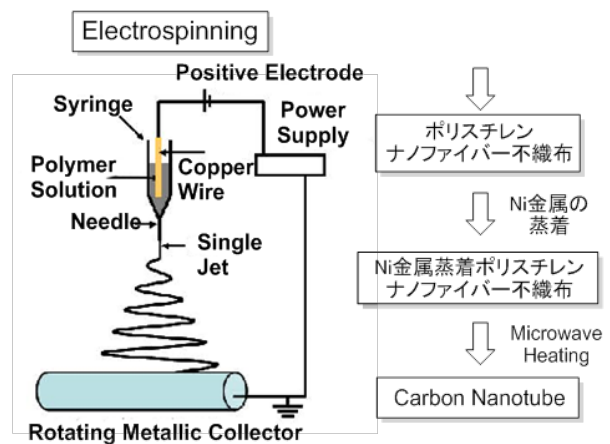 Electrospinning
Positive Electrode
Syringe
Power
Supply
Polymer
Solution
Copper
Wire
Needle
Single
Jet
Rotating Metallic Collector
ポリスチレン
ナノファイバー不織布
Ni金属の
蒸着
Ni金属蒸着ポリスチレン
ナノファイバー不織布
Microwave
Heating
Carbon Nanotube